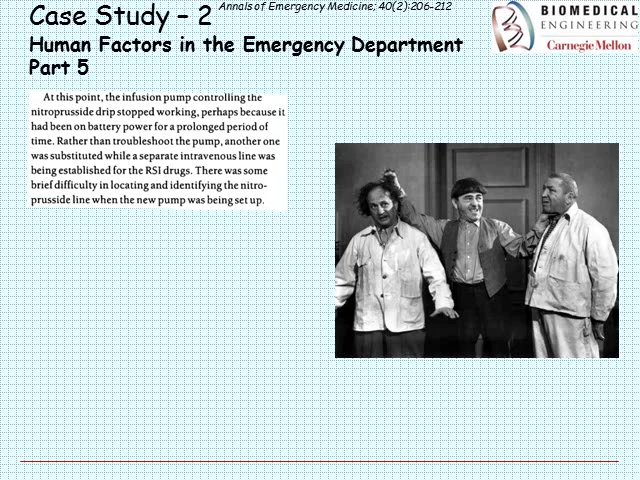 Case Study – 2
Annals of Emergency Medicine; 40(2):206-212
Human Factors in the Emergency Department
Part 5
BIOMEDICAL
ENGINEERING
Carnegie Mellon
At this point, the infusion pump controlling the
nitroprusside drip stopped working, perhaps because it
had been on battery power for a prolonged period of
time. Rather than troubleshoot the pump, another one
was substituted while a separate intravenous line was
being established for the RSI drugs. There was some
brief difficulty in locating and identifying the nitro-
prusside line when the new pump was being set up.